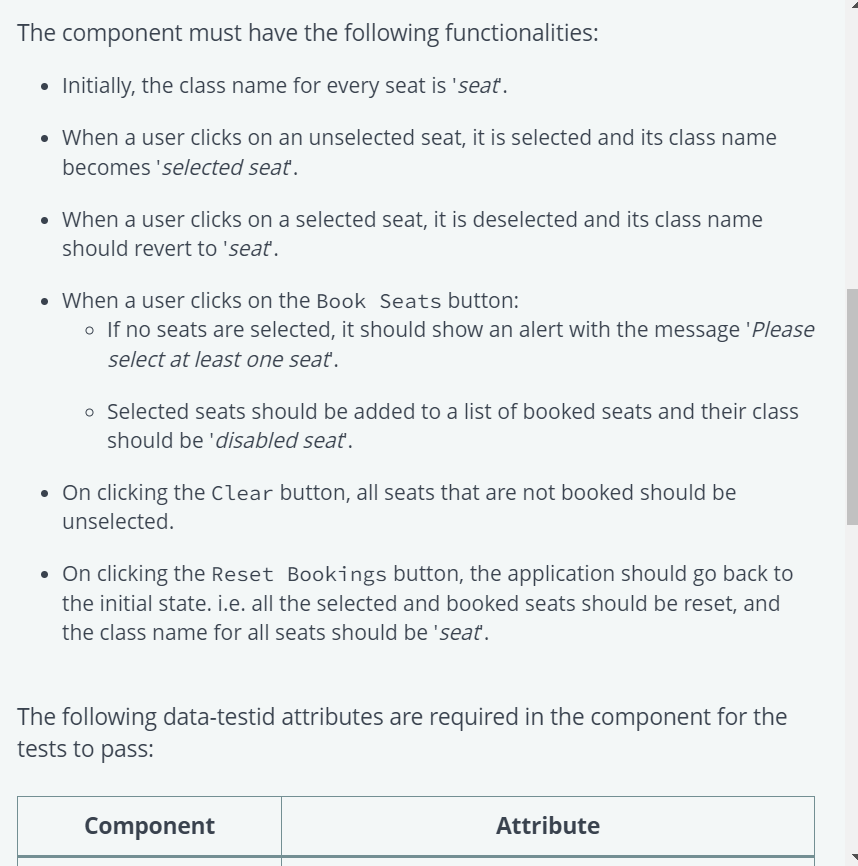 The component must have the following functionalities:
Initially, the class name for every seat is 'seat'.
When a user clicks on an unselected seat, it is selected and its class name
becomes 'selected seat'.
When a user clicks on a selected seat, it is deselected and its class name
should revert to 'seat'.
When a user clicks on the Book Seats button:
If no seats are selected, it should show an alert with the message 'Please
select at least one seat'.
Selected seats should be added to a list of booked seats and their class
should be 'disabled seat'.
On clicking the Clear button, all seats that are not booked should be
unselected.
On clicking the Reset Bookings button, the application should go back to
the initial state. i.e. all the selected and booked seats should be reset, and
the class name for all seats should be 'seat'.
The following data-testid attributes are required in the component for the
tests to pass:
Component Attribute